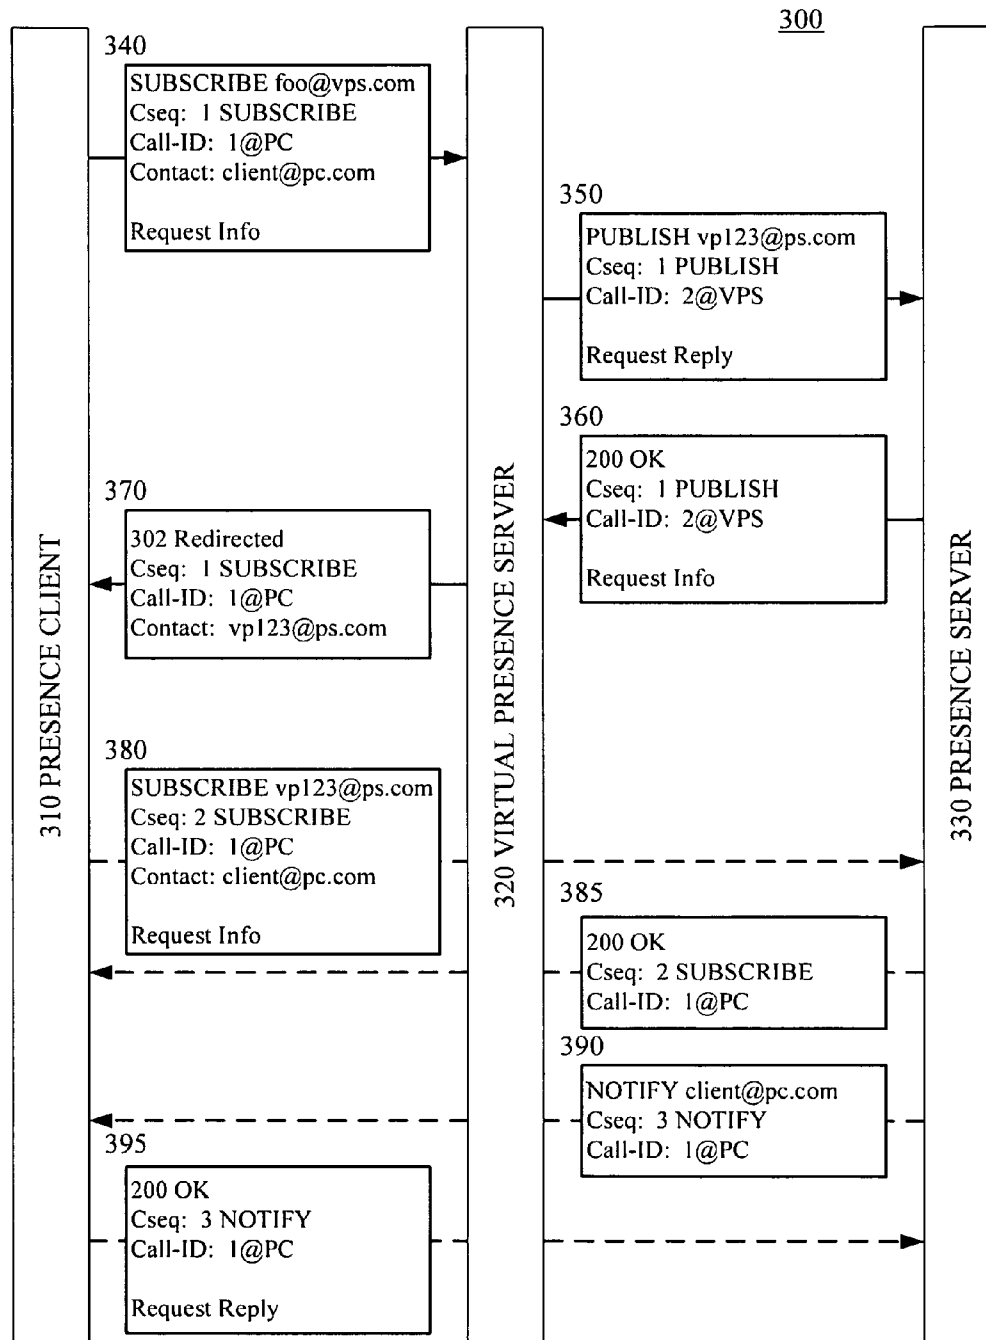 300
340
SUBSCRIBE foo@vps.com
Cseq: 1 SUBSCRIBE
Call-ID: 1@PC
Contact: client@pc.com
Request Info
350
PUBLISH vp123@ps.com
Cseq: 1 PUBLISH
Call-ID: 2@VPS
Request Reply
360
200 OK
Cseq: 1 PUBLISH
Call-ID: 2@VPS
Request Info
370
302 Redirected
Cseq: 1 SUBSCRIBE
Call-ID: 1@PC
Contact: vp123@ps.com
310 PRESENCE CLIENT
320 VIRTUAL PRESENCE SERVER
330 PRESENCE SERVER
380
SUBSCRIBE vp123@ps.com
Cseq: 2 SUBSCRIBE
Call-ID: 1@PC
Contact: client@pc.com
Request Info
385
200 OK
Cseq: 2 SUBSCRIBE
Call-ID: 1@PC
390
NOTIFY client@pc.com
Cseq: 3 NOTIFY
Call-ID: 1@PC
395
200 OK
Cseq: 3 NOTIFY
Call-ID: 1@PC
Request Reply